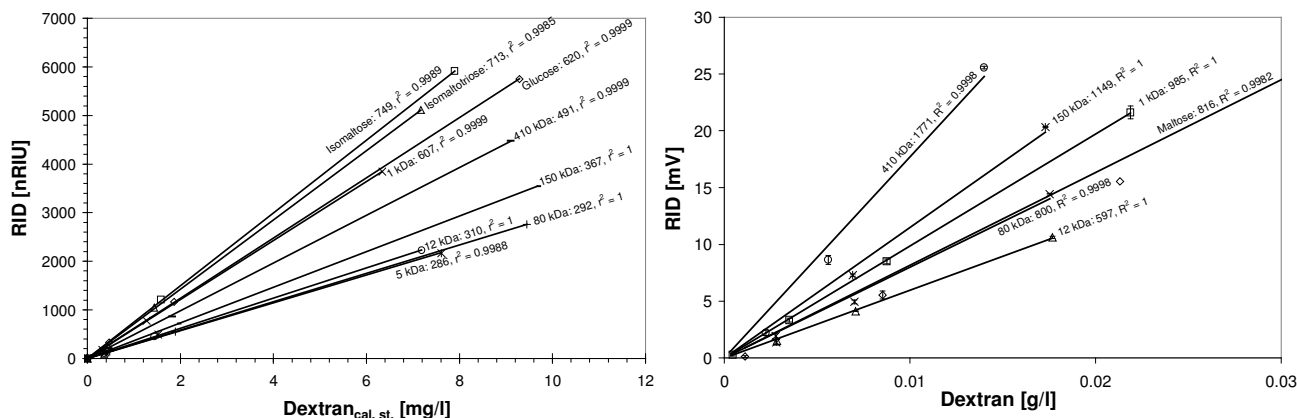 7000
6000
5000
4000
3000
2000
1000
0
RID [nRIU]
0 2 4 6 8 10 12
Dextran cal. st. [mg/l]
Isomaltose: 749, r² = 0.9989
Isomaltotriose: 713, r² = 0.9985
Glucose: 620, r² = 0.9999
1 kDa: 607, r² = 0.9999
410 kDa: 491, r² = 0.9999
150 kDa: 367, r² = 1
12 kDa: 310, r² = 1
80 kDa: 292, r² = 1
5 kDa: 286, r² = 0.9988
30
25
20
15
10
5
0
RID [mV]
0 0.01 0.02 0.03
Dextran [g/l]
410 kDa: 1771, R² = 0.9998
150 kDa: 1149, R² = 1
1 kDa: 985, R² = 1
Maltose: 816, R² = 0.9982
80 kDa: 800, R² = 0.9998
12 kDa: 597, R² = 1